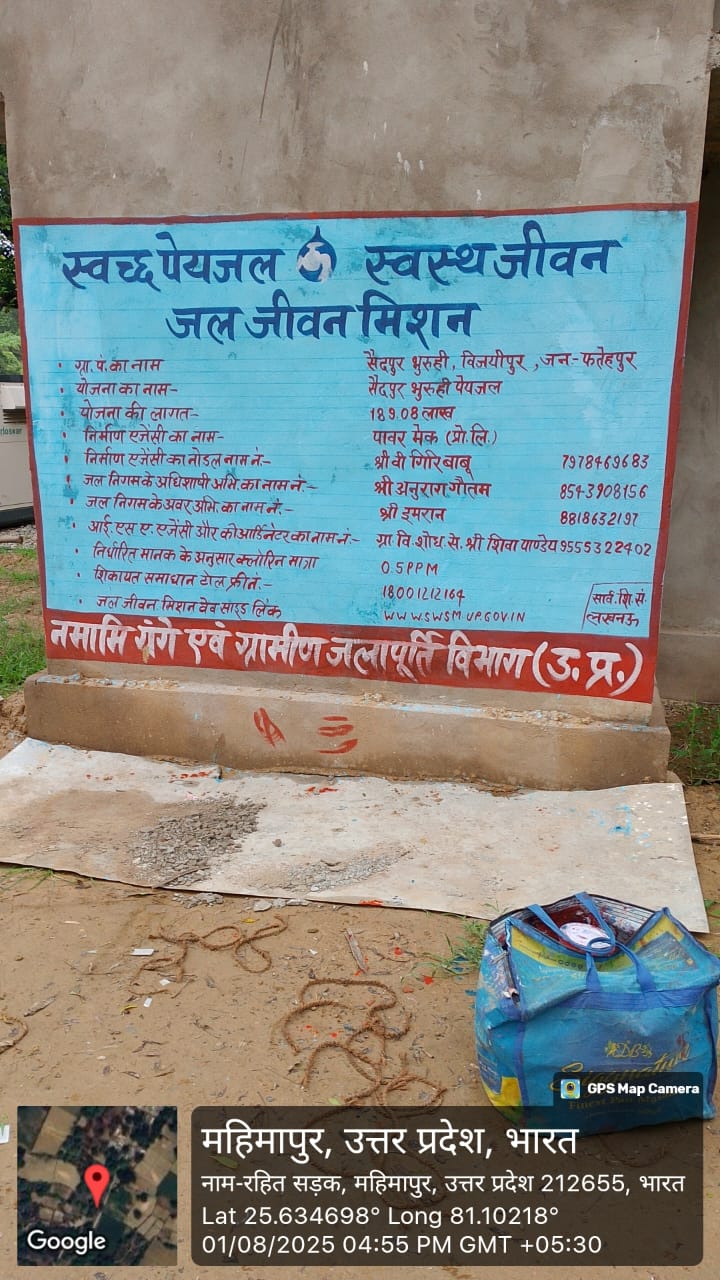 स्वच्छ पेयजल स्वस्थ जीवन
जल जीवन मिशन
• ग्रा.पं.का नाम सैदपुर भुरुही, विजयीपुर, जन-फतेहपुर
• योजना का नाम- सैदपुर भुरुही पेयजल
• योजना की लागत- 189.08 लाख
• निर्माण एजेंसी का नाम- पावर मेक (प्रो.लि.)
• निर्माण एजेंसी का नोडल नाम नं.- श्री बी गिरि बाबू 7978469683
• जल निगम के अधिशाषी अभि.का नाम नं.- श्री अनुराग गौतम 8543908156
• जल निगम के अवर अभि.का नाम नं.- श्री इमरान 8818632197
• आई.एस.ए.एजेंसी और कोआर्डिनेटर का नाम नं.- ग्रा.वि.शोध.से.श्री शिवा पाण्डेय 9555322402
• निर्धारित मानक के अनुसार क्लोरिन मात्रा 0.5PPM
• शिकायत समाधान टोल फ्री नं.- 18001212164
• जल जीवन मिशन वेब साइड लिंक WWW.SWSM.UP.GOV.IN
सार्व.शि.सं.
लखनऊ
नमामि गंगे एवं ग्रामीण जलापूर्ति विभाग (उ.प्र.)
GPS Map Camera
महिमापुर, उत्तर प्रदेश, भारत
नाम-रहित सड़क, महिमापुर, उत्तर प्रदेश 212655, भारत
Lat 25.634698° Long 81.10218°
01/08/2025 04:55 PM GMT +05:30
Google